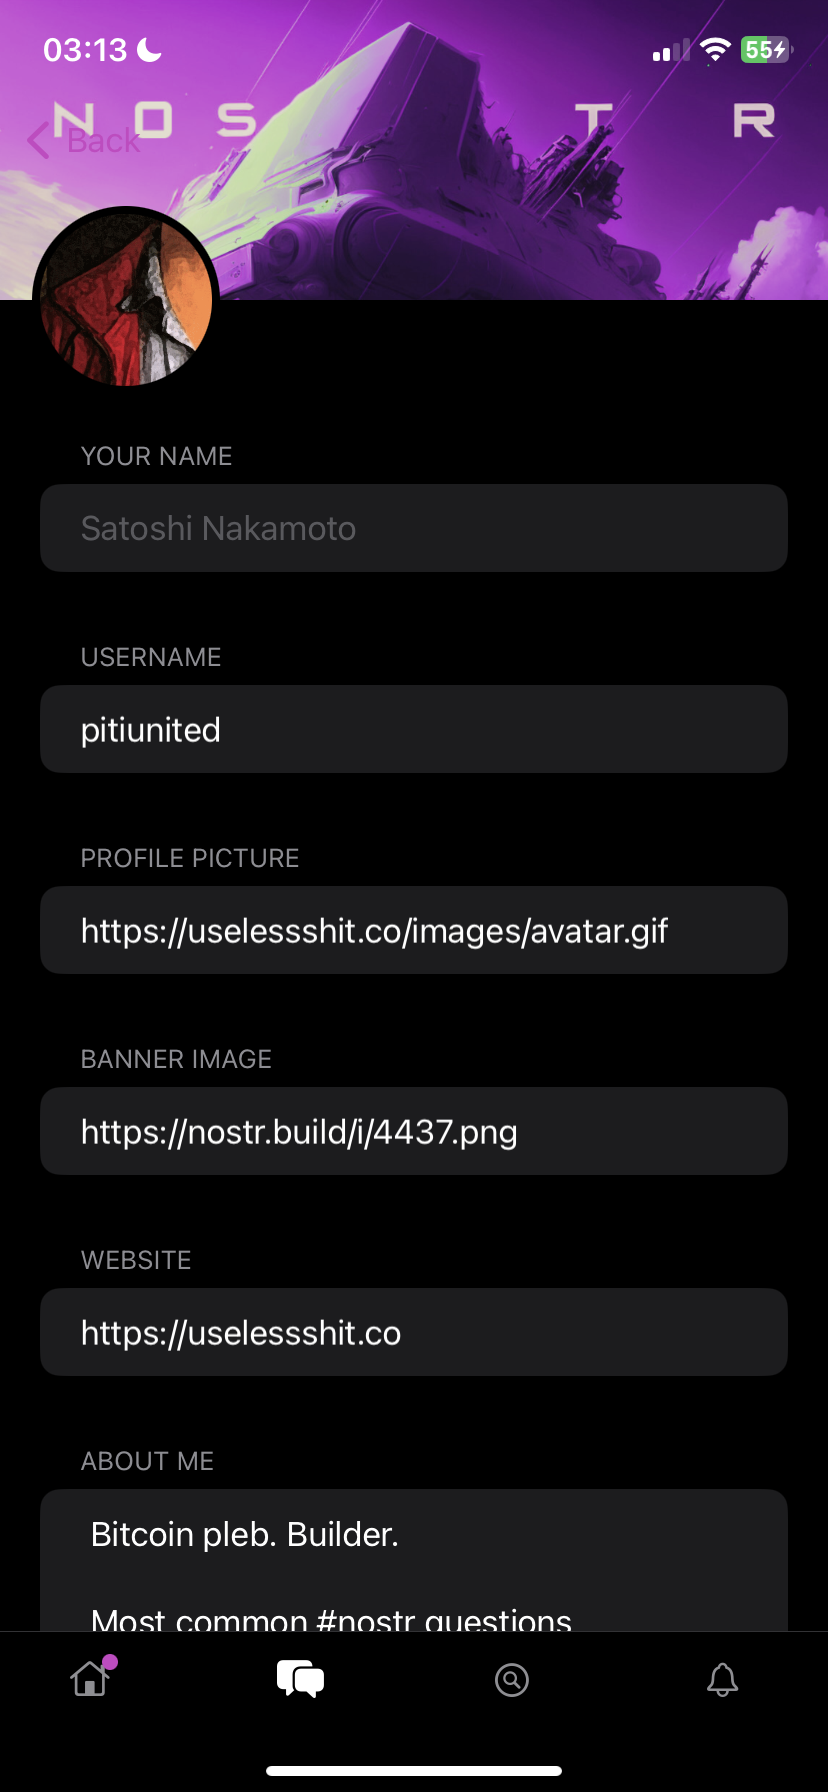 03:13
55
NOSTR
Back
YOUR NAME
Satoshi Nakamoto
USERNAME
pitiunited
PROFILE PICTURE
https://uselessshit.co/images/avatar.gif
BANNER IMAGE
https://nostr.build/i/4437.png
WEBSITE
https://uselessshit.co
ABOUT ME
Bitcoin pleb. Builder.
Most common #nostr questions